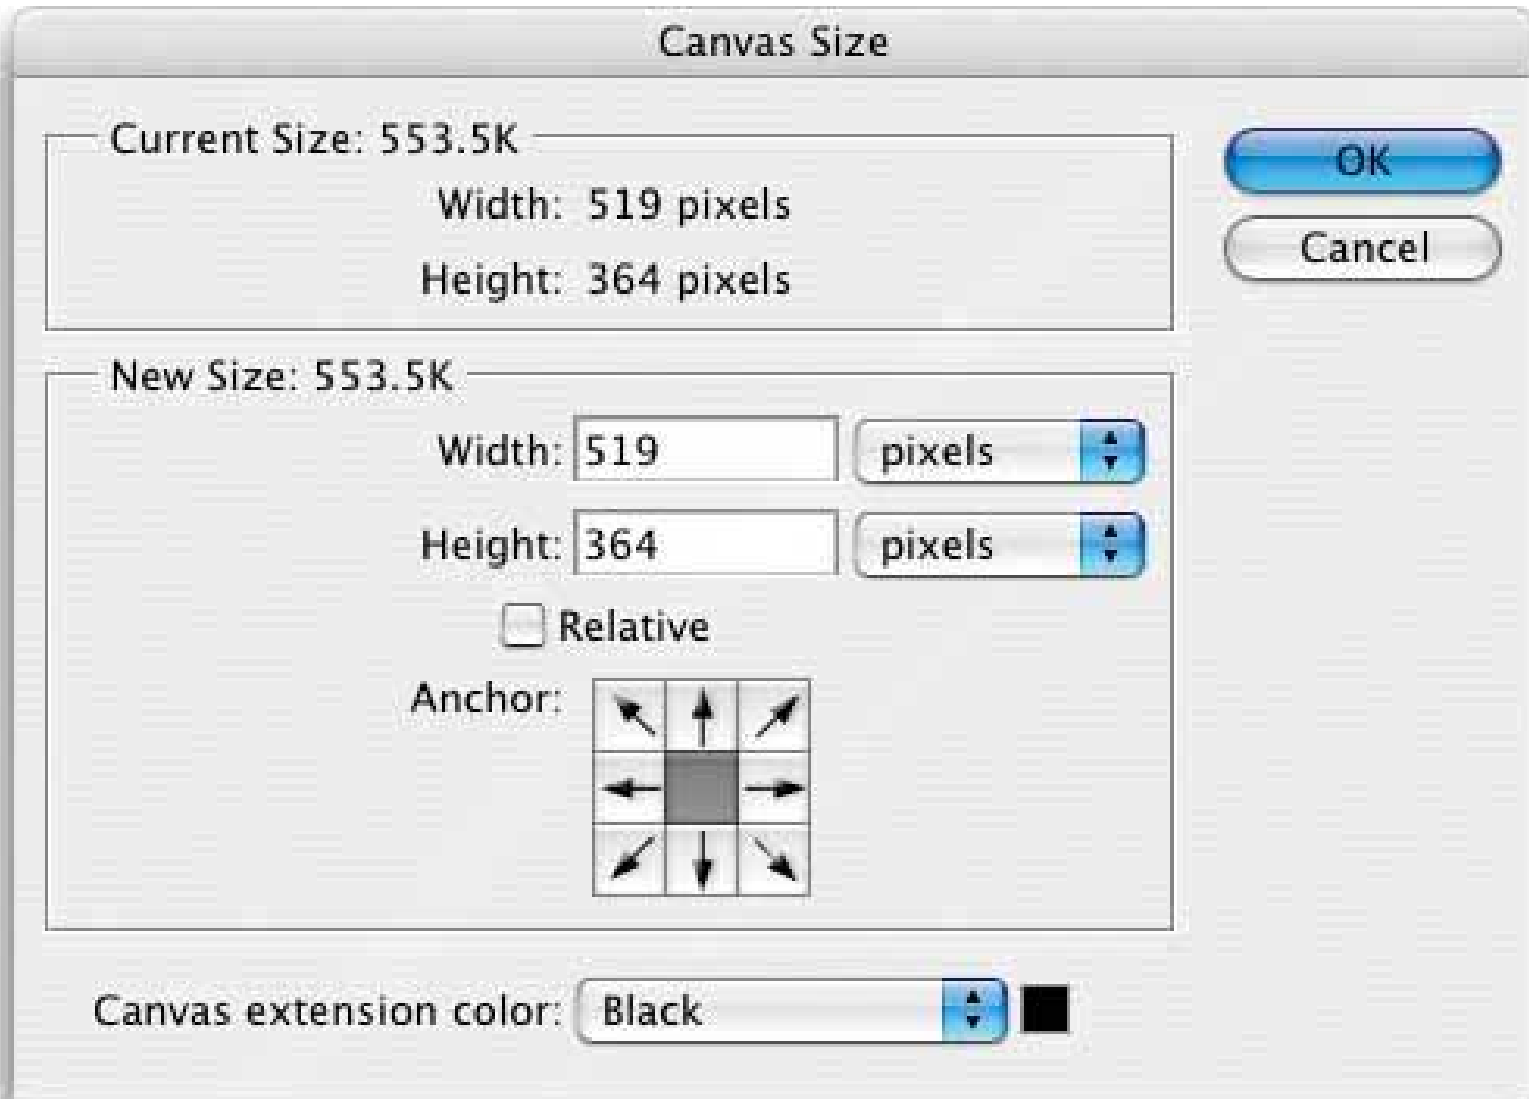 Canvas Size
Current Size: 553.5K
OK
Width: 519 pixels
Cancel
Height: 364 pixels
New Size: 553.5K
Width: 519 pixels
Height: 364 pixels
Relative
Anchor:
Canvas extension color: Black